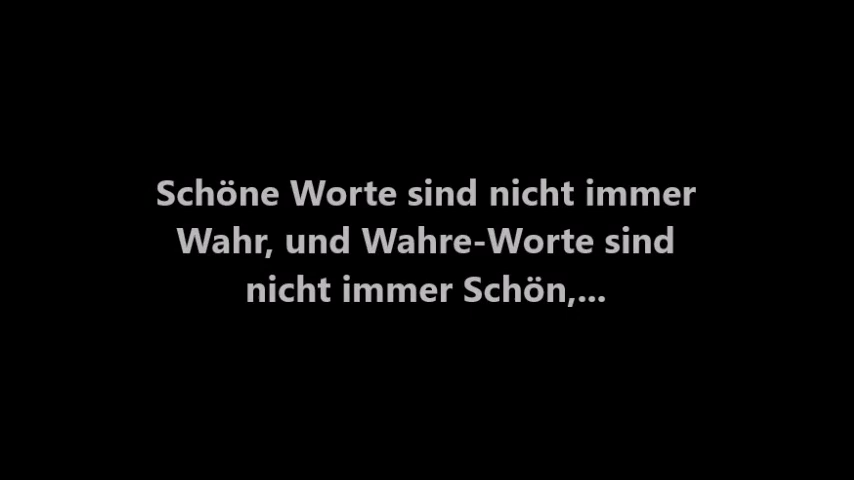 Schöne Worte sind nicht immer
Wahr, und Wahre-Worte sind
nicht immer Schön,...